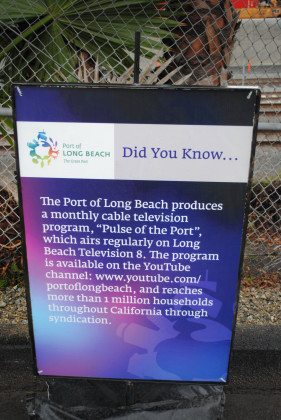 Port of
LONG BEACH
The Green Port
Did You Know...
The Port of Long Beach produces
a monthly cable television
program, “Pulse of the Port”,
which airs regularly on Long
Beach Television 8. The program
is available on the YouTube
channel: www.youtube.com/
portoflongbeach, and reaches
more than 1 million households
throughout California through
syndication.